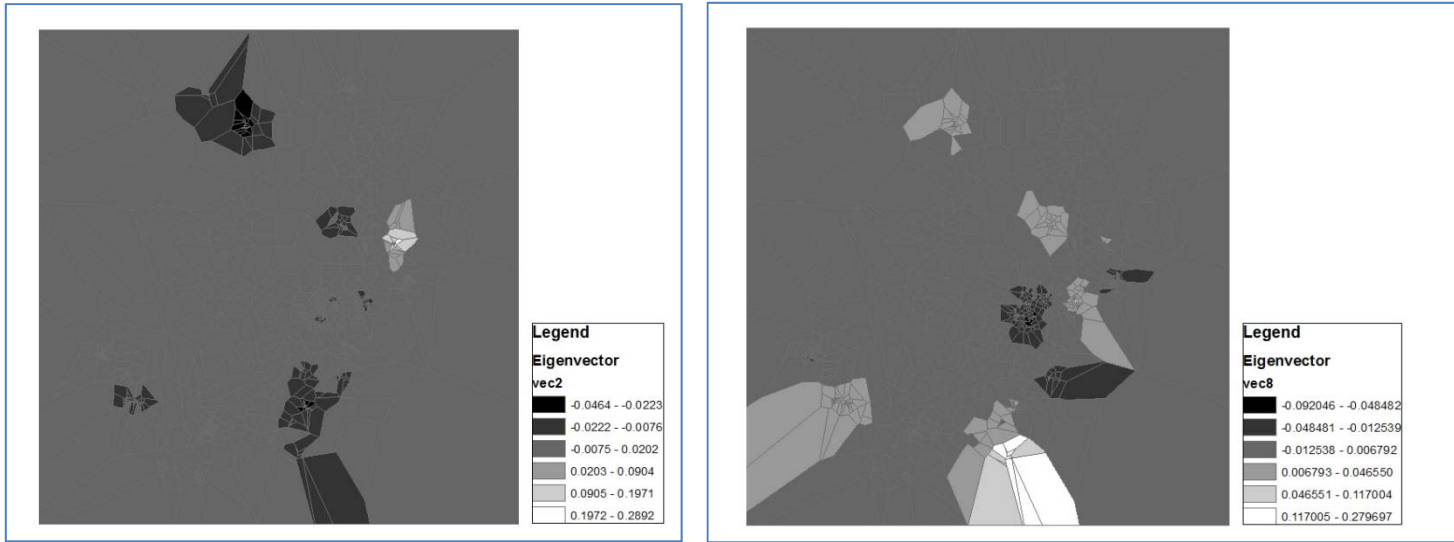 Legend
Eigenvector
vec2
-0.0464 - -0.0223
-0.0222 - -0.0076
-0.0075 - 0.0202
0.0203 - 0.0904
0.0905 - 0.1971
0.1972 - 0.2892
Legend
Eigenvector
vec8
-0.092046 - -0.048482
-0.048481 - -0.012539
-0.012538 - 0.006792
0.006793 - 0.046550
0.046551 - 0.117004
0.117005 - 0.279697